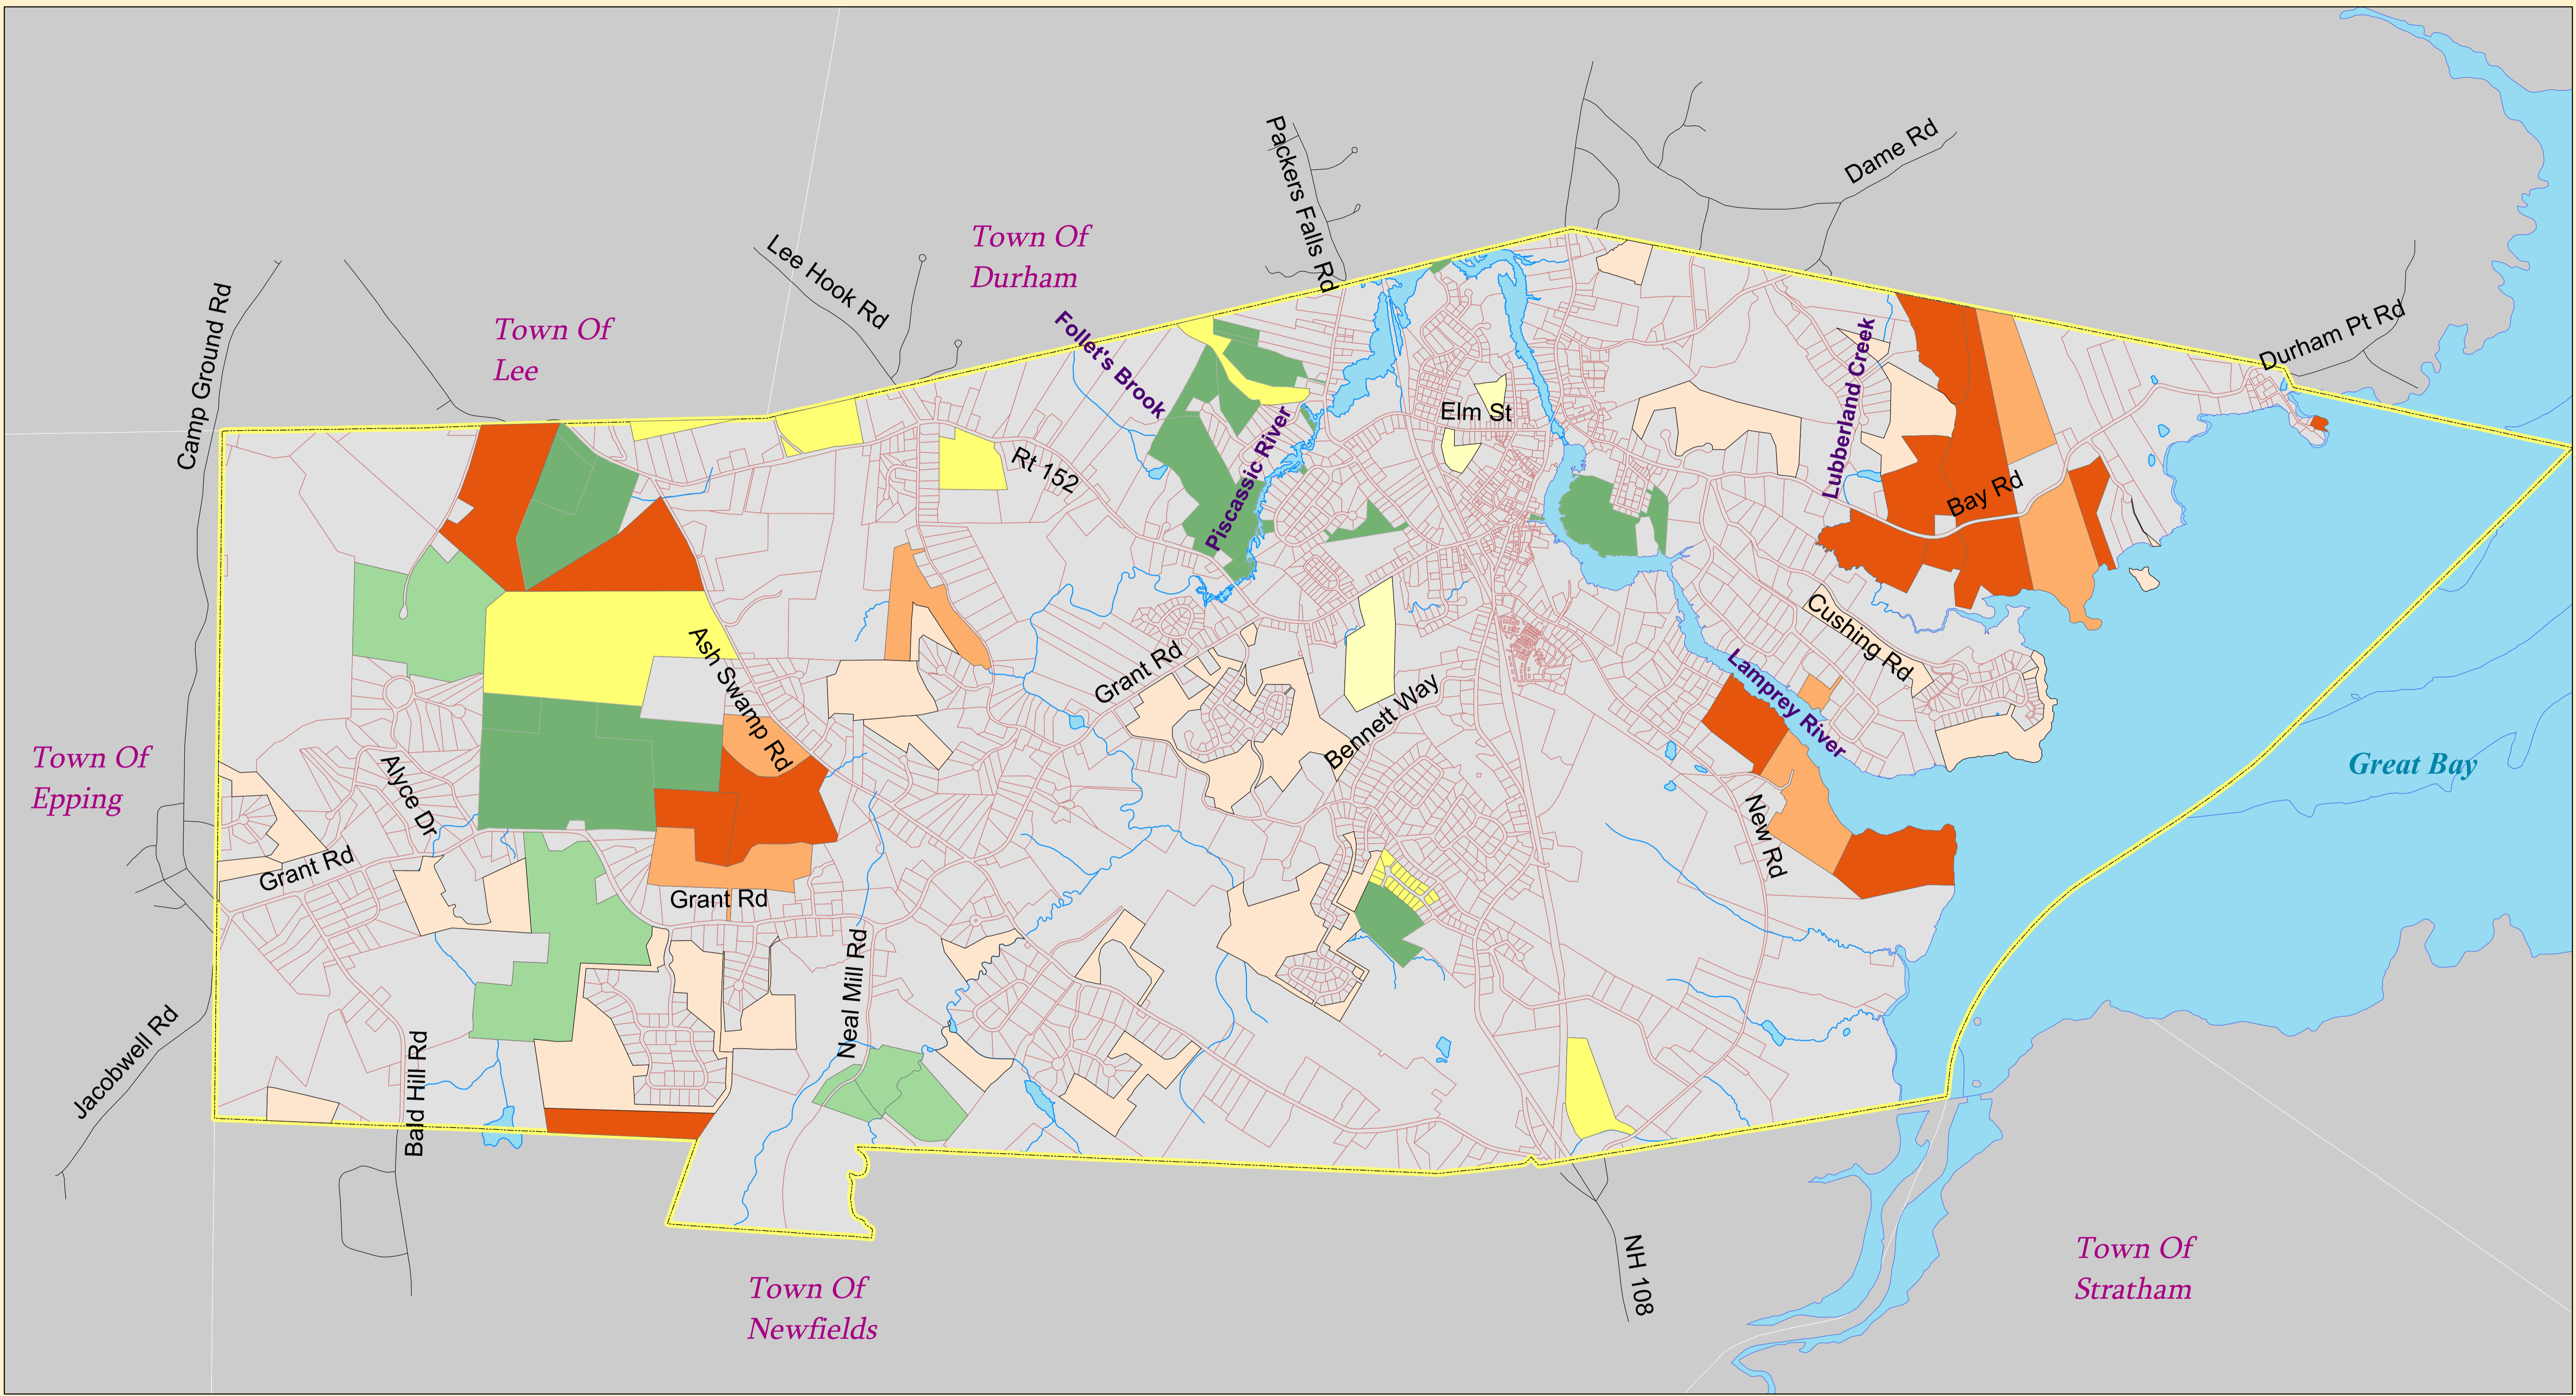 Packers Falls Rd
Dame Rd
Town Of
Durham
Lee Hook Rd
Camp Ground Rd
Town Of
Lee
Follet's Brook
Durham Pt Rd
Lubberland Creek
Elm St
Rt 152
Piscassic River
Bay Rd
Ash Swamp Rd
Grant Rd
Cushing Rd
Lamprey River
Bennett Way
Town Of
Epping
Alyce Dr
Great Bay
New Rd
Grant Rd
Grant Rd
Neal Mill Rd
Jacobwell Rd
Bald Hill Rd
NH 108
Town Of
Newfields
Town Of
Stratham